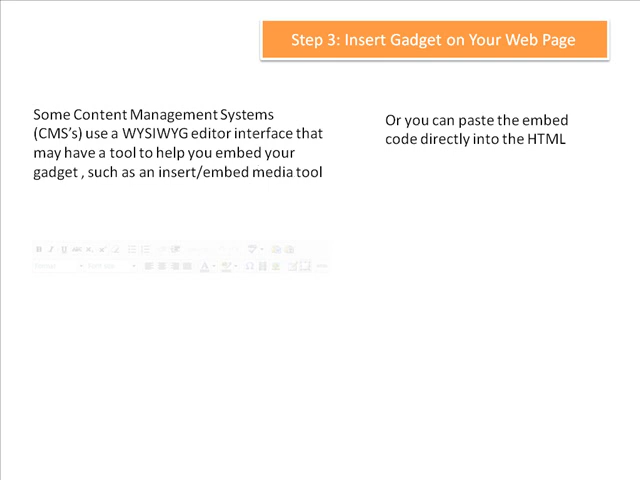 Step 3: Insert Gadget on Your Web Page
Some Content Management Systems
(CMS's) use a WYSIWYG editor interface that
may have a tool to help you embed your
gadget , such as an insert/embed media tool
Or you can paste the embed
code directly into the HTML